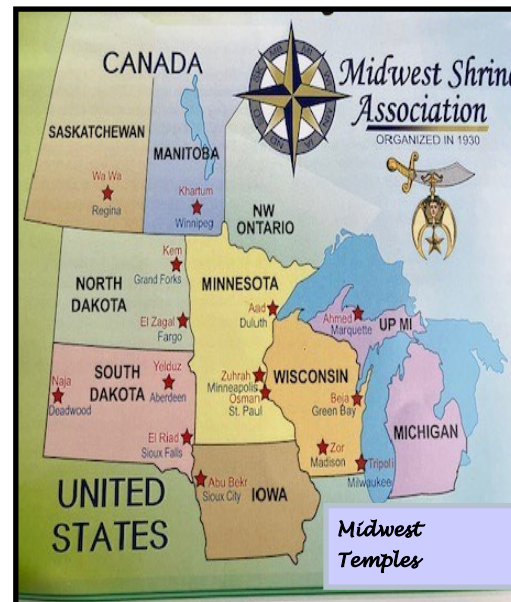 CANADA
Midwest Shrin
Association
ORGANIZED IN 1930
SASKATCHEWAN
MANITOBA
Wa Wa
Regina
Khartum
Winnipeg
NW
ONTARIO
Kem
Grand Forks
NORTH
DAKOTA
MINNESOTA
El Zagal
Fargo
Aad
Duluth
Ahmed
Marquette
UP MI
Naja
Deadwood
SOUTH
DAKOTA
Yelduz
Aberdeen
Zuhrah
Minneapolis
Osman
St. Paul
WISCONSIN
Beja
Green Bay
MICHIGAN
El Riad
Sioux Falls
Zor
Madison
Tripoli
Milwaukee
Abu Bekr
Sioux City
IOWA
UNITED
STATES
Midwest
Temples